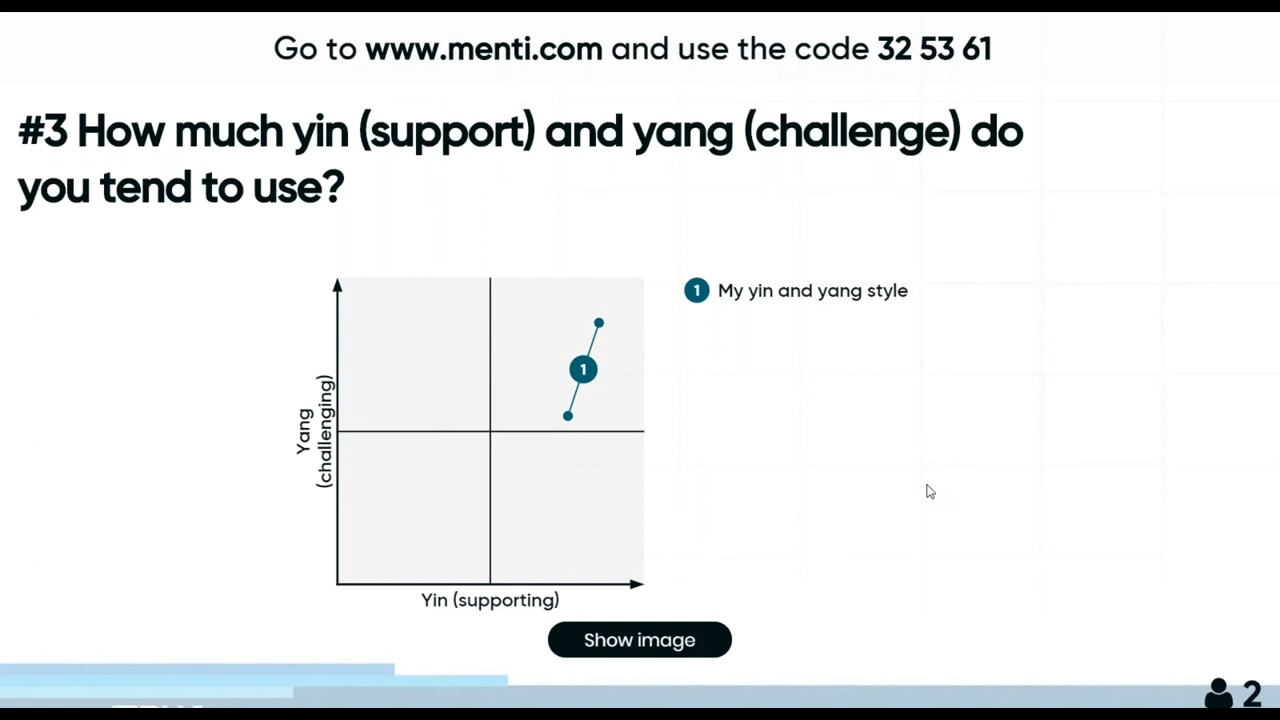 Go to www.menti.com and use the code 32 53 61
#3 How much yin (support) and yang (challenge) do
you tend to use?
1 My yin and yang style
1
Yang
(challenging)
Yin (supporting)
Show image
2